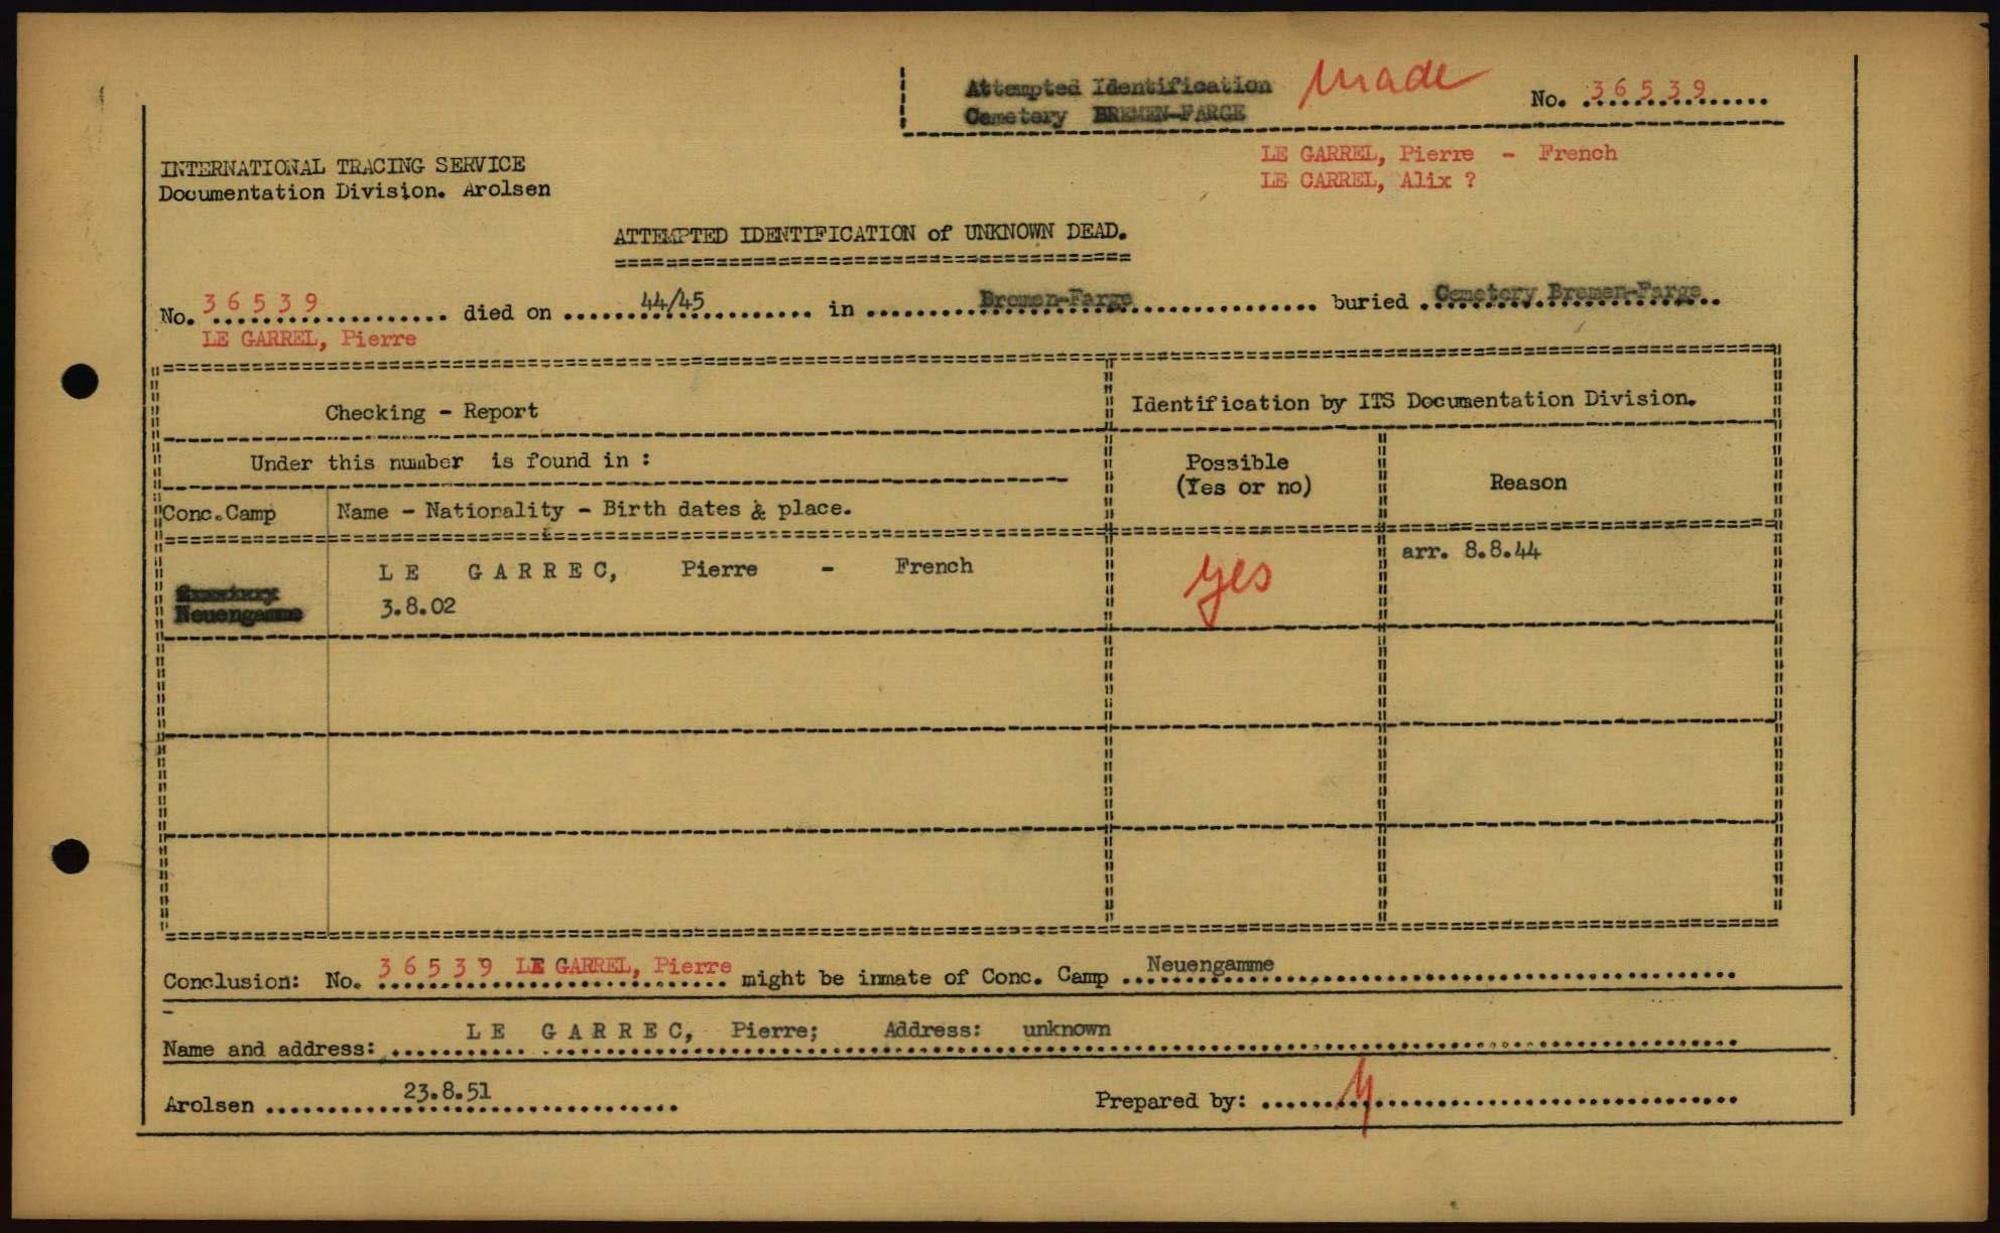 Attempted Identification made
Cemetery BREMEN-FARGE
No. 36539
LE GARREL, Pierre - French
LE CARREL, Alix ?
INTERNATIONAL TRACING SERVICE
Documentation Division. Arolsen
ATTEMPTED IDENTIFICATION of UNKNOWN DEAD.
No. 36539 died on 44/45 in Bremen-Farge buried Cemetery Bremen-Farge
LE GARREL, Pierre
Checking - Report
Identification by ITS Documentation Division.
Under this number is found in :
Possible
(Yes or no)
Reason
Conc.Camp
Name - Nationality - Birth dates & place.
Neuengamme
LE GARREC, Pierre - French
3.8.02
yes
arr. 8.8.44
Conclusion: No. 36539 LE GARREL, Pierre might be inmate of Conc. Camp Neuengamme
Name and address: LE GARREC, Pierre; Address: unknown
Arolsen 23.8.51
Prepared by: